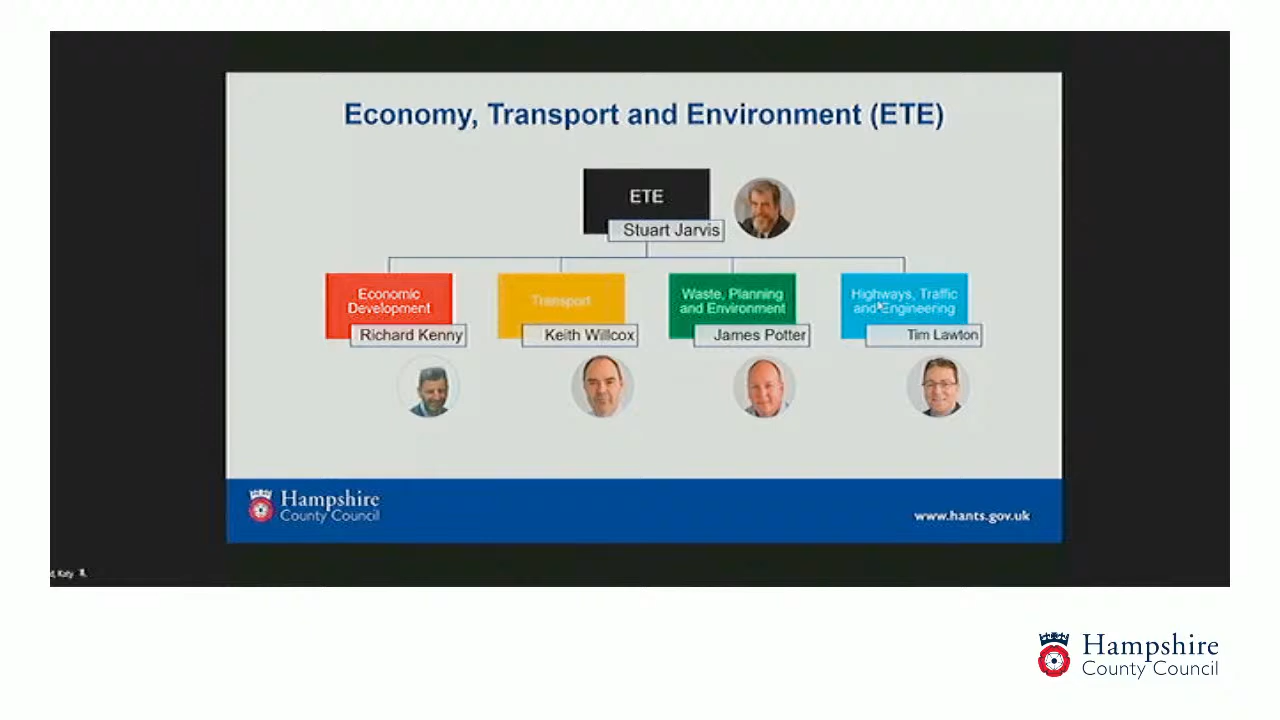 Economy, Transport and Environment (ETE)
ETE
Stuart Jarvis
Economic
Development
Richard Kenny
Transport
Keith Willcox
Waste, Planning
and Environment
James Potter
Highways, Traffic
and Engineering
Tim Lawton
Hampshire
County Council
www.hants.gov.uk
Katy
Hampshire
County Council